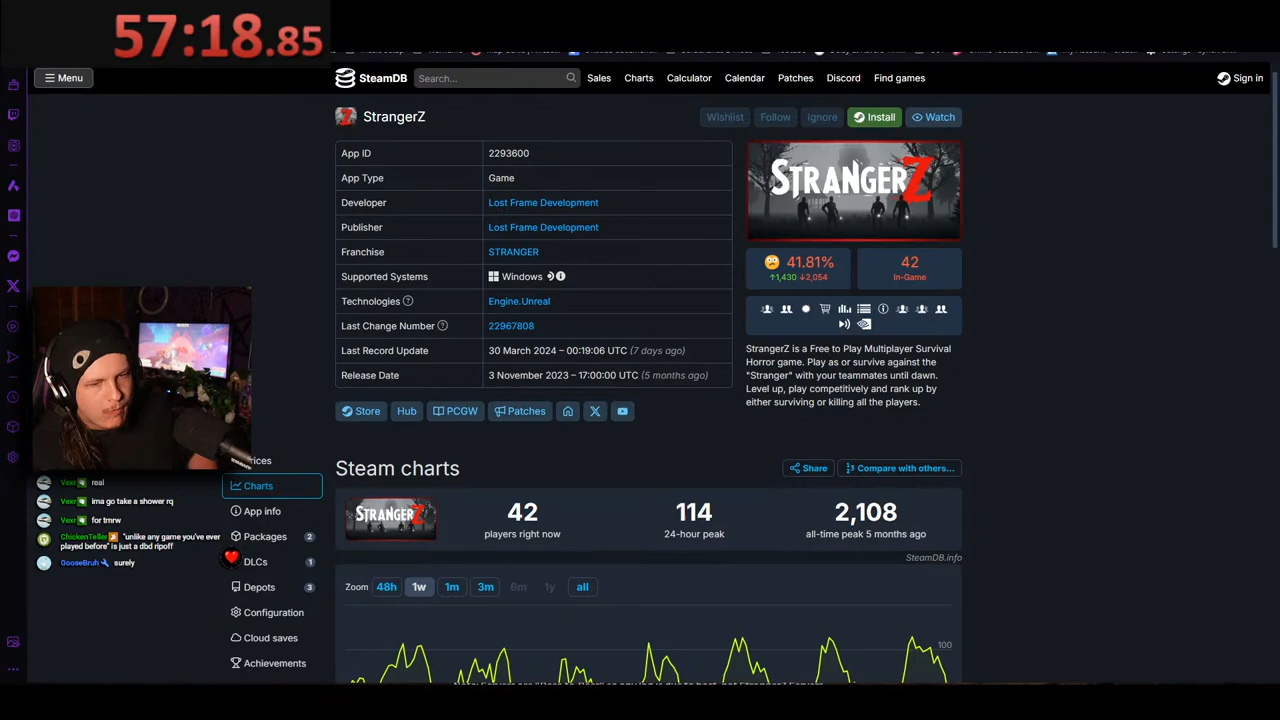 57:18.85
Menu
SteamDB Search... Sales Charts Calculator Calendar Patches Discord Find games Sign in
StrangerZ
Wishlist Follow Ignore Install Watch
App ID 2293600
App Type Game
Developer Lost Frame Development
Publisher Lost Frame Development
Franchise STRANGER
Supported Systems Windows
Technologies Engine.Unreal
Last Change Number 22967808
Last Record Update 30 March 2024 – 00:19:06 UTC (7 days ago)
Release Date 3 November 2023 – 17:00:00 UTC (5 months ago)
STRANGERZ
41.81%
↑1,430 ↓2,054
42
In-Game
StrangerZ is a Free to Play Multiplayer Survival
Horror game. Play as or survive against the
"Stranger" with your teammates until dawn.
Level up, play competitively and rank up by
either surviving or killing all the players.
Store Hub PCGW Patches
Charts
App info
Packages 2
DLCs 1
Depots 3
Configuration
Cloud saves
Achievements
Vexr real
Vexr ima go take a shower rq
Vexr for tmrw
ChickenTeller "unlike any game you've ever
played before" is just a dbd ripoff
GooseBruh surely
Steam charts
Share Compare with others...
STRANGERZ
42
players right now
114
24-hour peak
2,108
all-time peak 5 months ago
SteamDB.info
Zoom 48h 1w 1m 3m 6m 1y all
100